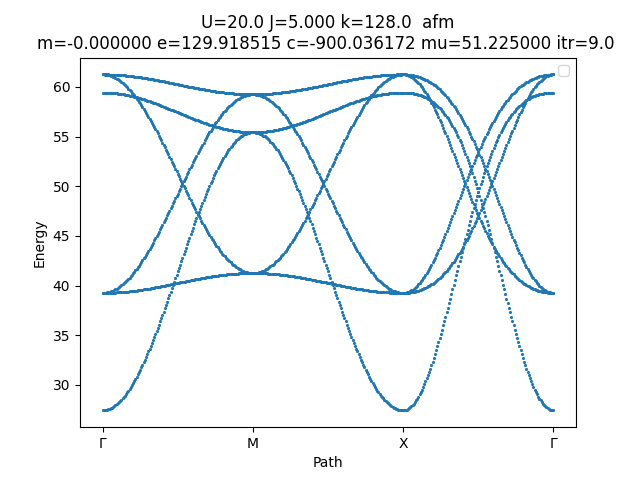 U=20.0 J=5.000 k=128.0 afm
m=-0.000000 e=129.918515 c=-900.036172 mu=51.225000 itr=9.0
60
55
50
45
40
35
30
Energy
Γ M X Γ
Path